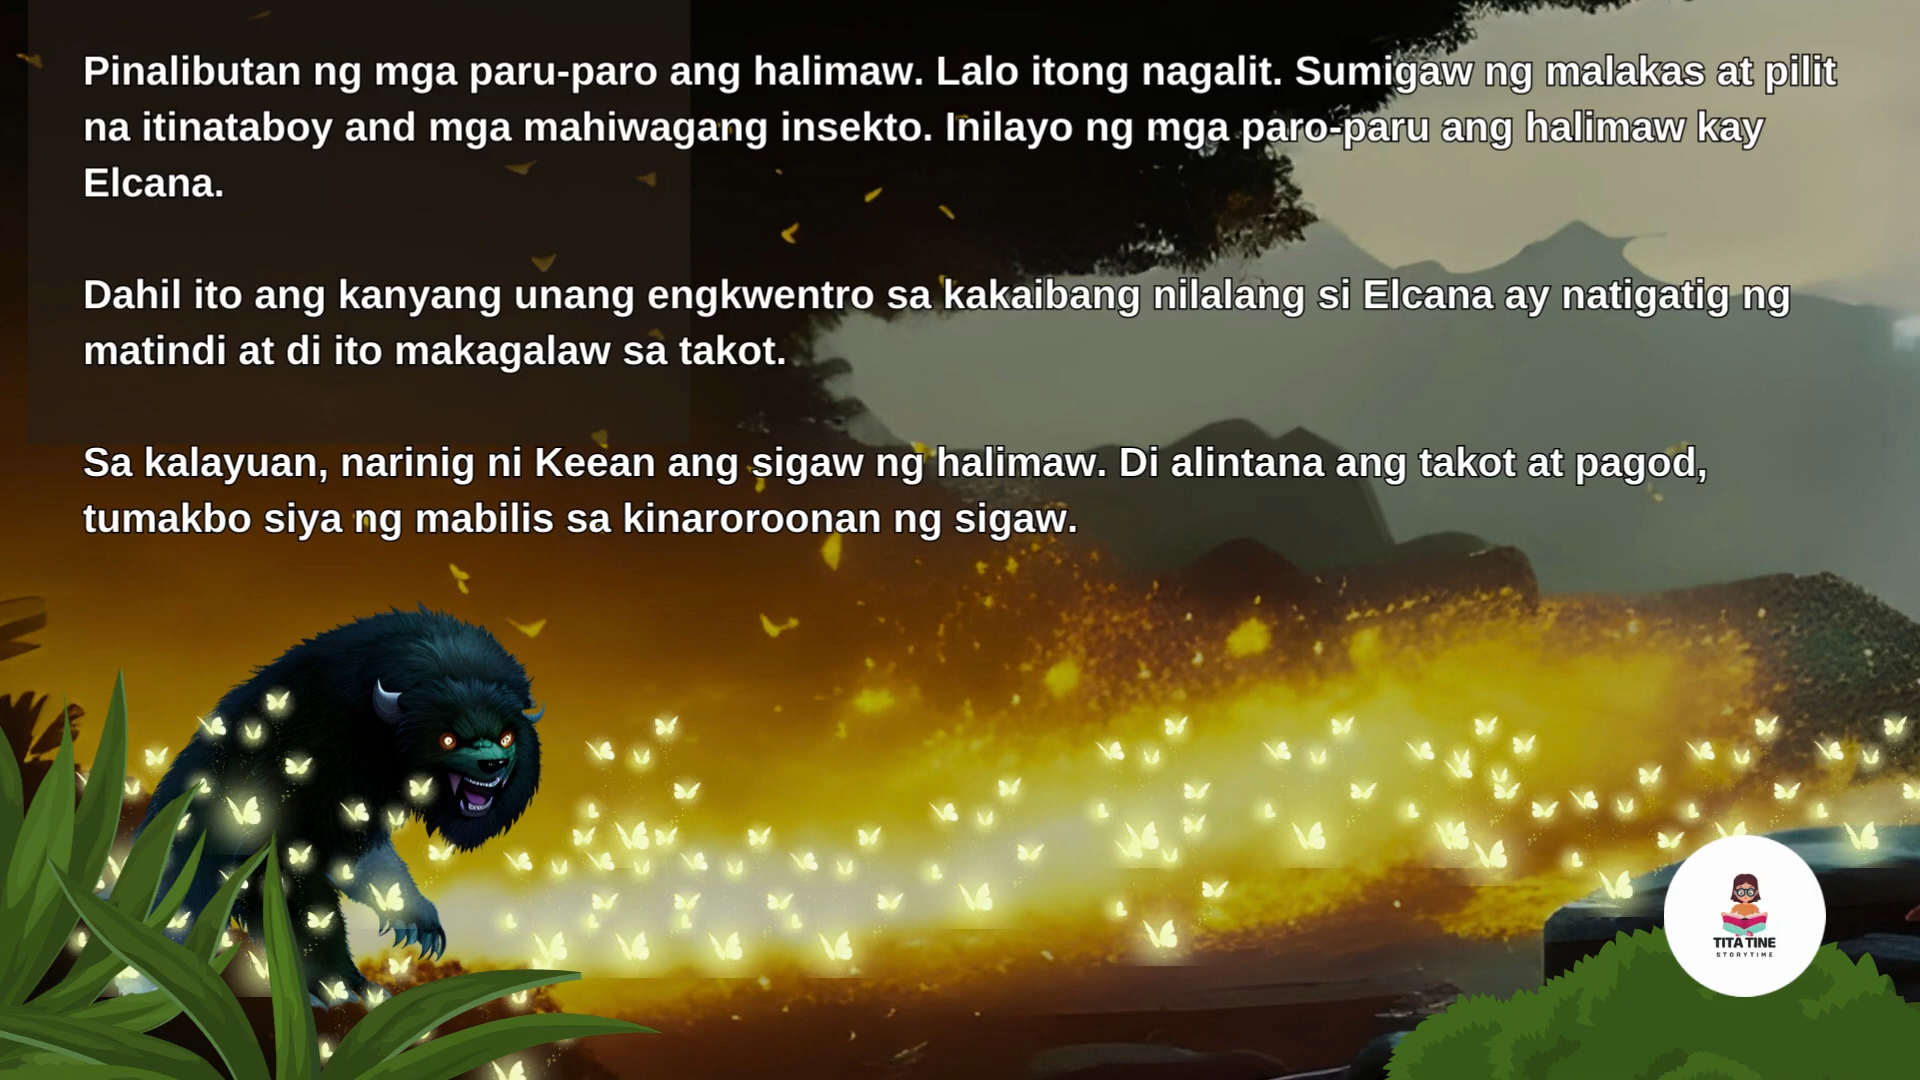 Pinalibutan ng mga paru-paro ang halimaw. Lalo itong nagalit. Sumigaw ng malakas at pilit
na itinataboy and mga mahiwagang insekto. Inilayo ng mga paro-paru ang halimaw kay
Elcana.
Dahil ito ang kanyang unang engkwentro sa kakaibang nilalang si Elcana ay natigatig ng
matindi at di ito makagalaw sa takot.
Sa kalayuan, narinig ni Keean ang sigaw ng halimaw. Di alintana ang takot at pagod,
tumakbo siya ng mabilis sa kinaroroonan ng sigaw.
TITA TINE
STORYTIME